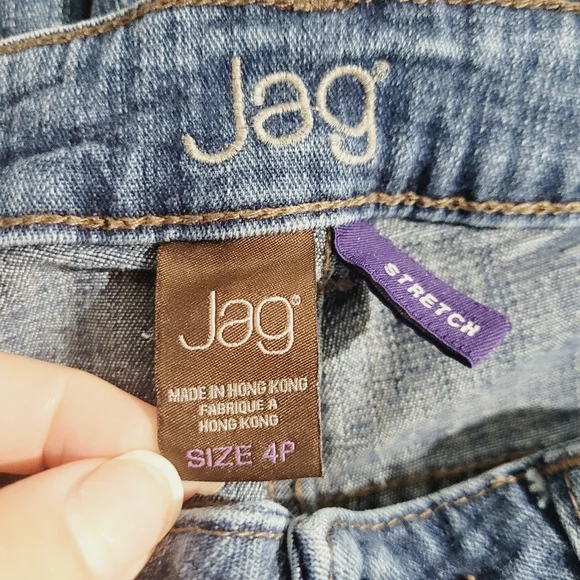 Jag®
STRETCH
Jag®
MADE IN HONG KONG
FABRIQUE A
HONG KONG
SIZE 4P